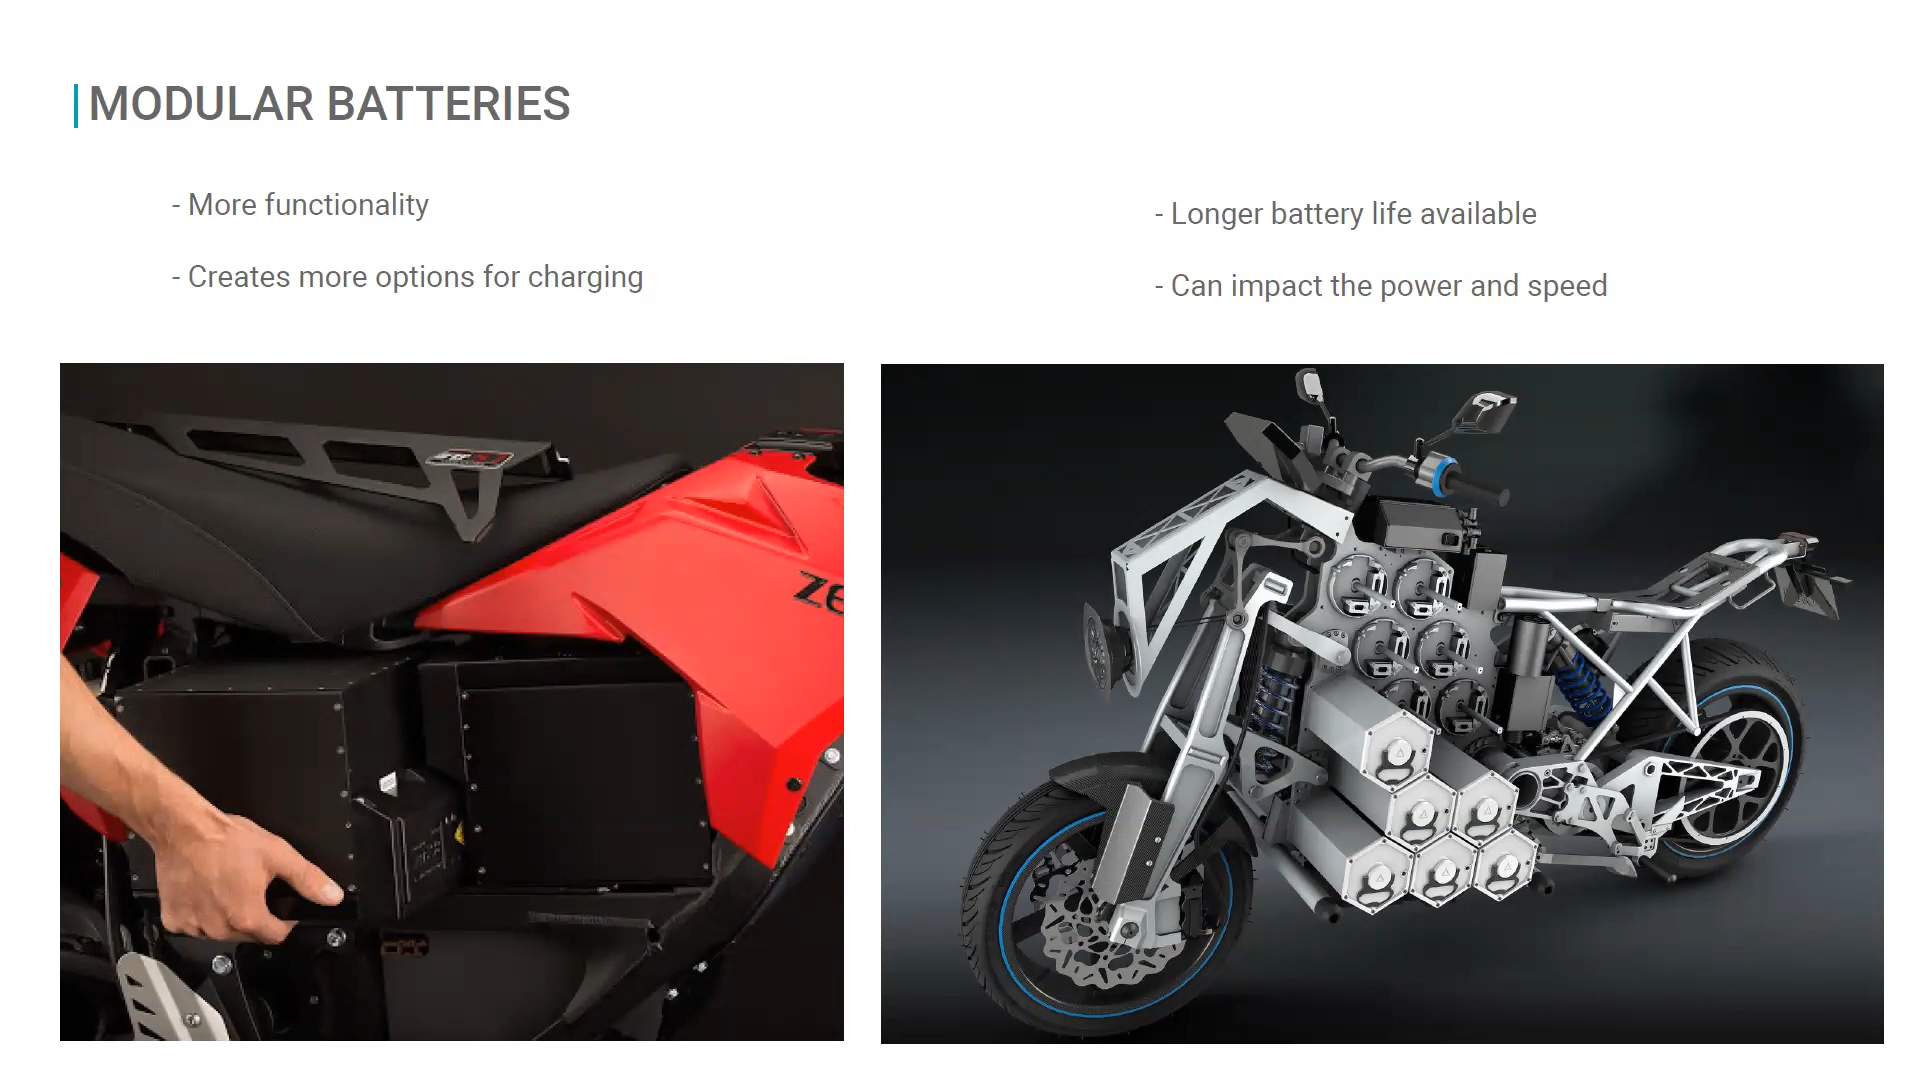 MODULAR BATTERIES
- More functionality
- Creates more options for charging
- Longer battery life available
- Can impact the power and speed
ze